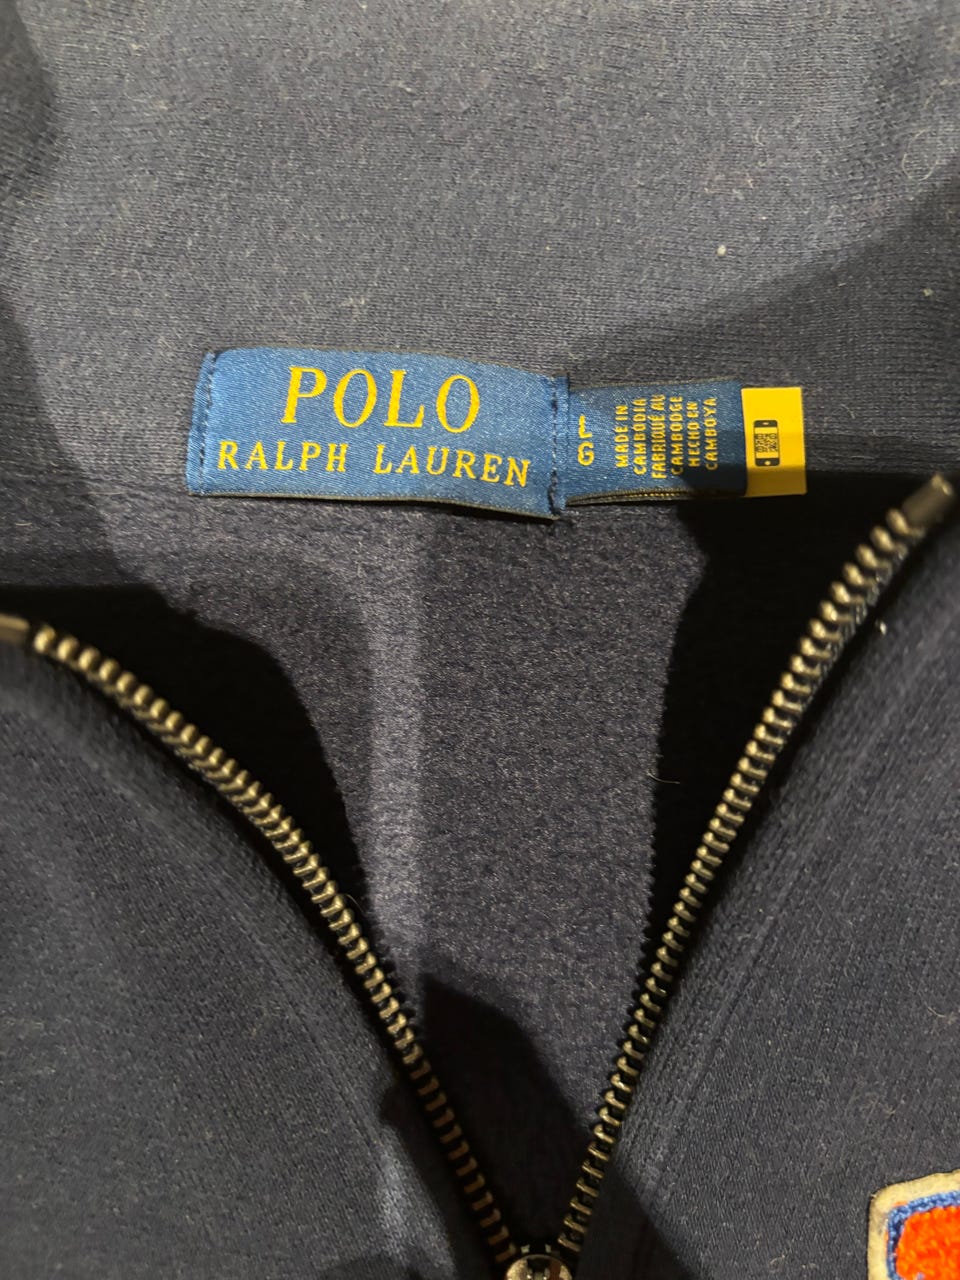 POLO
RALPH LAUREN
L
G
MADE IN
CAMBODIA
FABRIQUÉ AU
CAMBODGE
HECHO EN
CAMBOYA